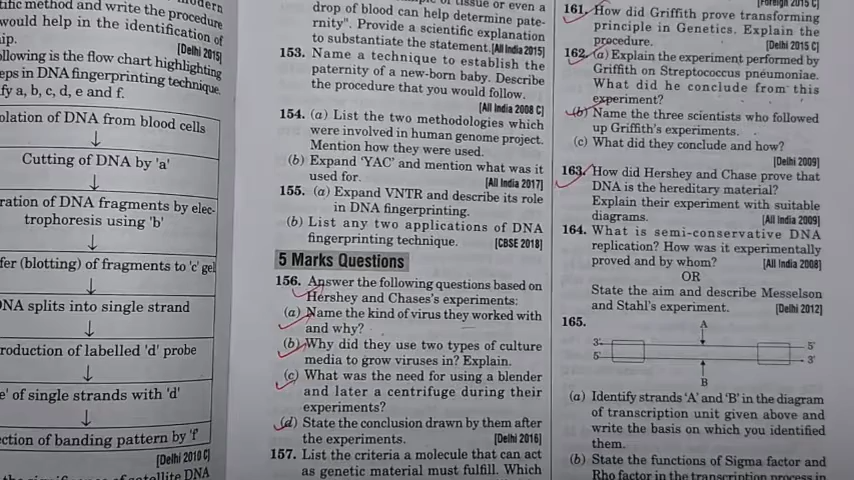 modern
tific method and write the procedure
would help in the identification of
ip.
[Delhi 2015]
ollowing is the flow chart highlighting
eps in DNA fingerprinting technique.
fy a, b, c, d, e and f.
olation of DNA from blood cells
Cutting of DNA by 'a'
ration of DNA fragments by elec-
trophoresis using 'b'
fer (blotting) of fragments to 'c' gel
NA splits into single strand
roduction of labelled 'd' probe
e' of single strands with 'd'
ection of banding pattern by 'f'
[Delhi 2010 C]
satellite DNA
of tissue or even a
drop of blood can help determine pate-
rnity". Provide a scientific explanation
to substantiate the statement.[All India 2015]
153. Name a technique to establish the
paternity of a new-born baby. Describe
the procedure that you would follow.
[All India 2008 C]
154. (a) List the two methodologies which
were involved in human genome project.
Mention how they were used.
(b) Expand 'YAC' and mention what was it
used for. [All India 2017]
155. (a) Expand VNTR and describe its role
in DNA fingerprinting.
(b) List any two applications of DNA
fingerprinting technique. [CBSE 2018]
5 Marks Questions
156. Answer the following questions based on
Hershey and Chases's experiments:
(a) Name the kind of virus they worked with
and why?
(b) Why did they use two types of culture
media to grow viruses in? Explain.
(c) What was the need for using a blender
and later a centrifuge during their
experiments?
(d) State the conclusion drawn by them after
the experiments. [Delhi 2016]
157. List the criteria a molecule that can act
as genetic material must fulfill. Which
[Foreign 2015 C]
161. How did Griffith prove transforming
principle in Genetics. Explain the
procedure. [Delhi 2015 C]
162. (a) Explain the experiment performed by
Griffith on Streptococcus pneumoniae.
What did he conclude from this
experiment?
(b) Name the three scientists who followed
up Griffith's experiments.
(c) What did they conclude and how?
[Delhi 2009]
163. How did Hershey and Chase prove that
DNA is the hereditary material?
Explain their experiment with suitable
diagrams. [All India 2009]
164. What is semi-conservative DNA
replication? How was it experimentally
proved and by whom? [All India 2008]
OR
State the aim and describe Messelson
and Stahl's experiment. [Delhi 2012]
165.
A
3' 5'
5' 3'
B
(a) Identify strands 'A' and 'B' in the diagram
of transcription unit given above and
write the basis on which you identified
them.
(b) State the functions of Sigma factor and
Rho factor in the transcription process in